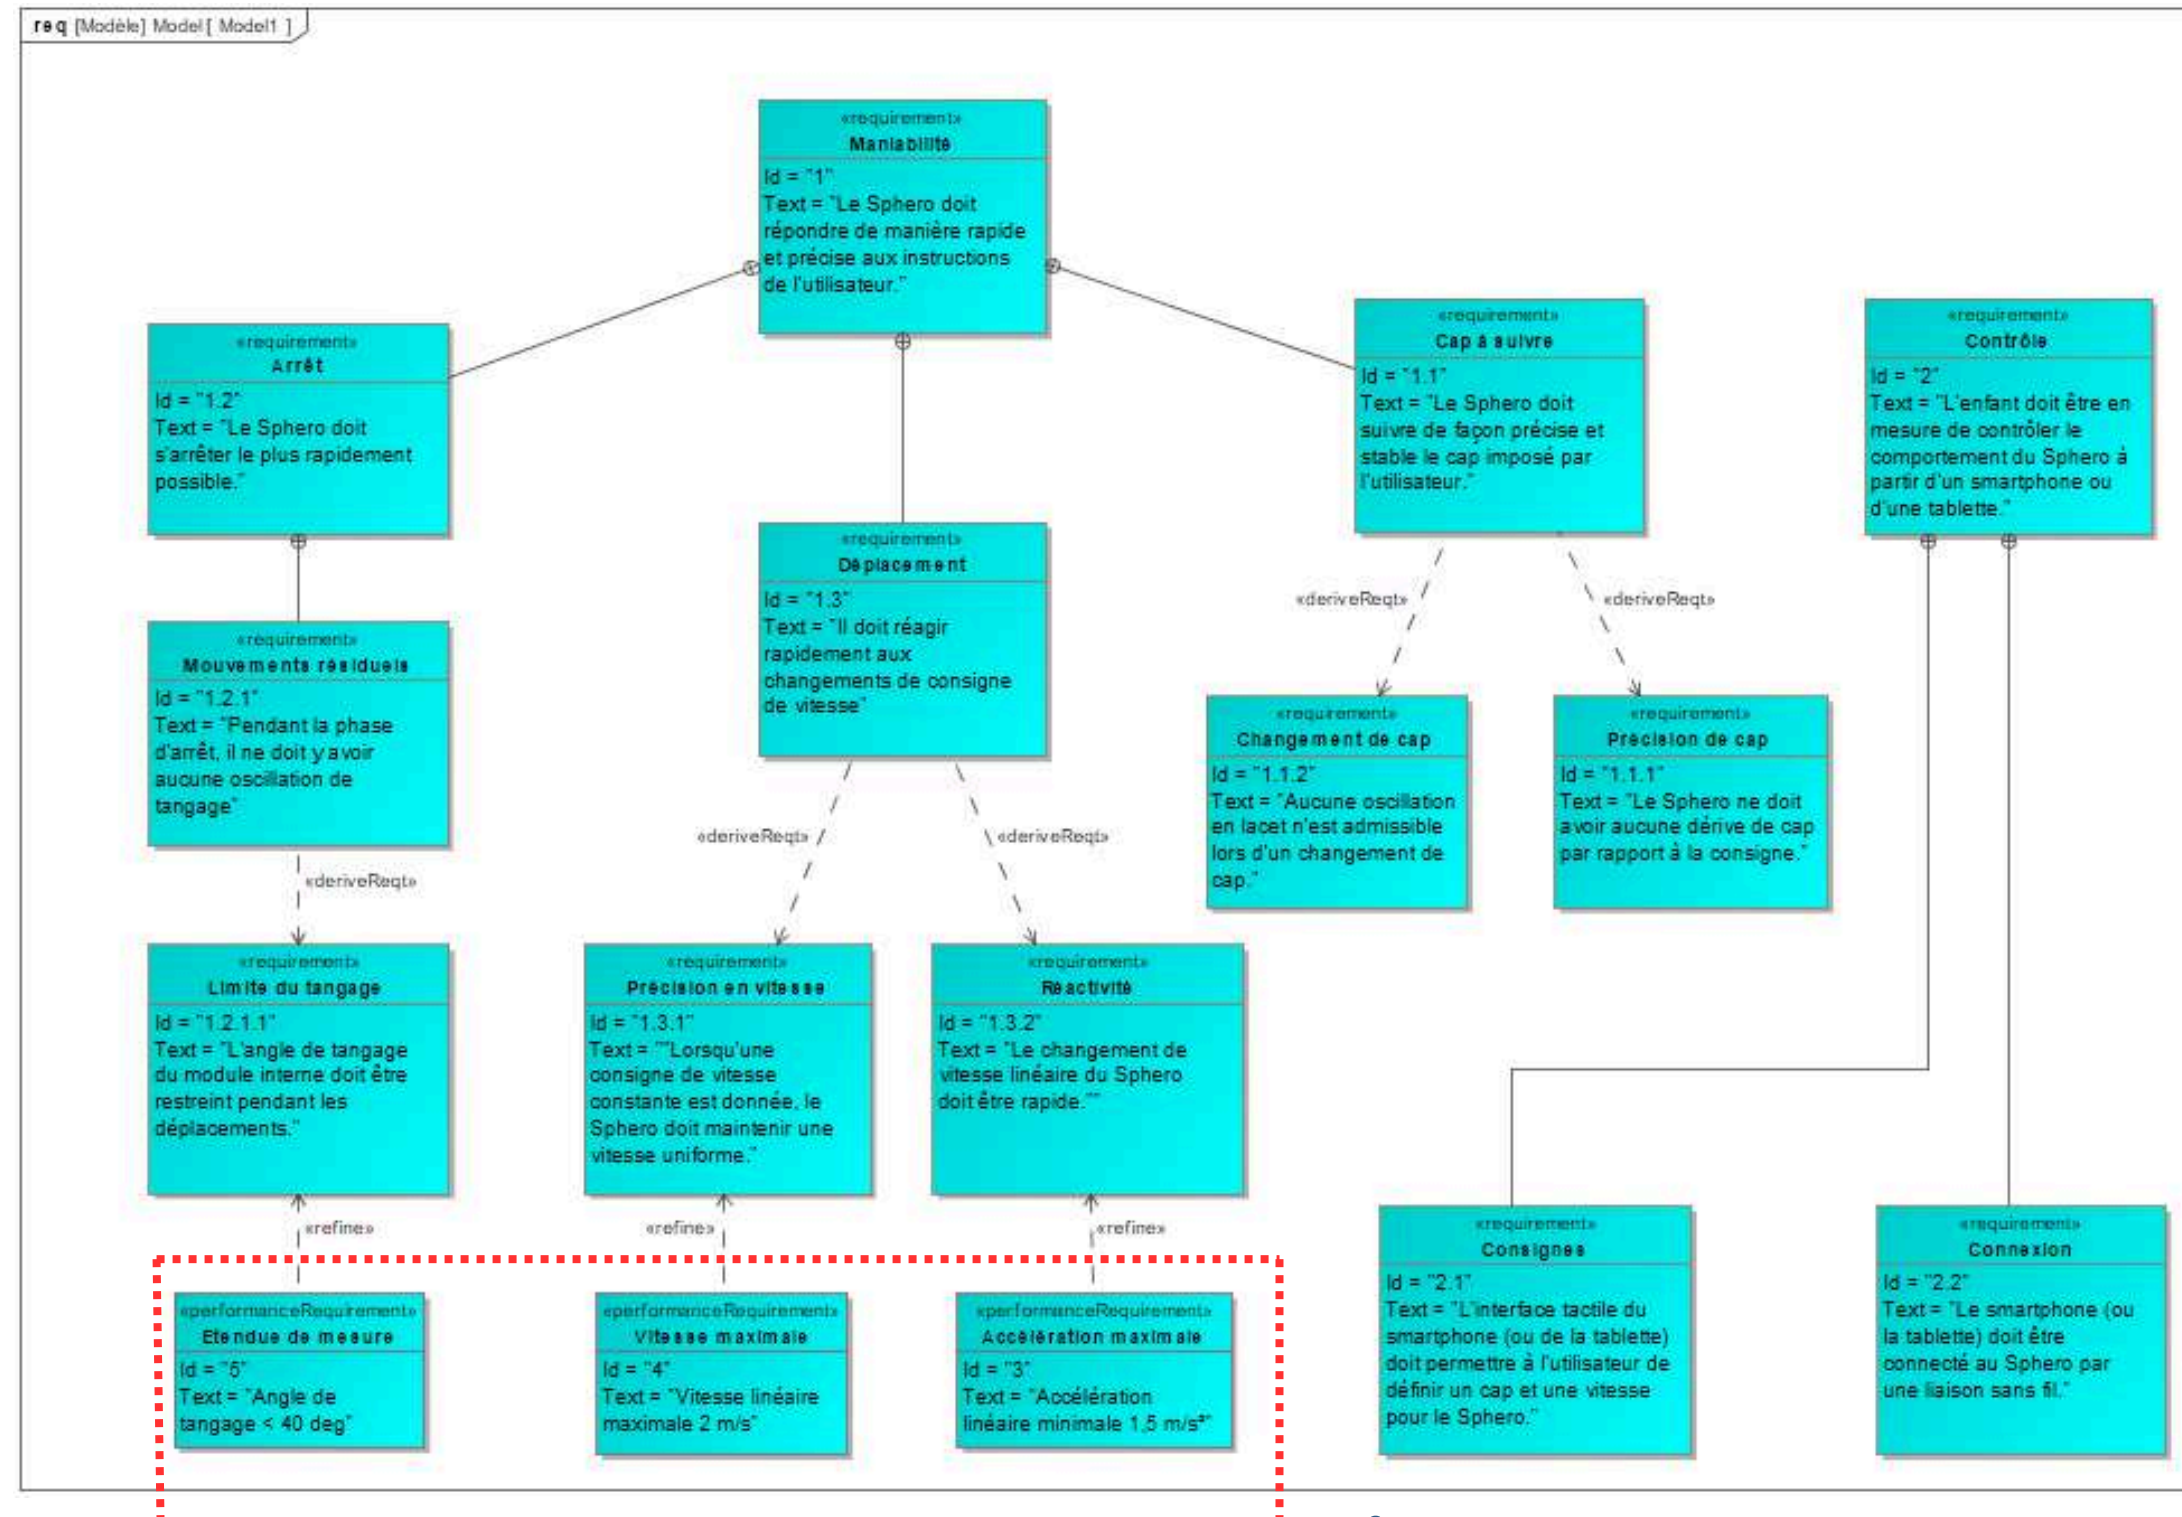 req [Modèle] Model [ Model1 ]
«requirement»
Maniabilité
Id = "1"
Text = "Le Sphero doit
répondre de manière rapide
et précise aux instructions
de l'utilisateur."
«requirement»
Arrêt
Id = "1.2"
Text = "Le Sphero doit
s'arrêter le plus rapidement
possible."
«requirement»
Cap à suivre
Id = "1.1"
Text = "Le Sphero doit
suivre de façon précise et
stable le cap imposé par
l'utilisateur."
«requirement»
Contrôle
Id = "2"
Text = "L'enfant doit être en
mesure de contrôler le
comportement du Sphero à
partir d'un smartphone ou
d'une tablette."
«requirement»
Déplacement
Id = "1.3"
Text = "Il doit réagir
rapidement aux
changements de consigne
de vitesse"
«deriveReqt»
«deriveReqt»
«requirement»
Mouvements résiduels
Id = "1.2.1"
Text = "Pendant la phase
d'arrêt, il ne doit y avoir
aucune oscillation de
tangage"
«requirement»
Changement de cap
Id = "1.1.2"
Text = "Aucune oscillation
en lacet n'est admissible
lors d'un changement de
cap."
«requirement»
Précision de cap
Id = "1.1.1"
Text = "Le Sphero ne doit
avoir aucune dérive de cap
par rapport à la consigne."
«deriveReqt»
«deriveReqt»
«deriveReqt»
«requirement»
Limite du tangage
Id = "1.2.1.1"
Text = "L'angle de tangage
du module interne doit être
restreint pendant les
déplacements."
«requirement»
Précision en vitesse
Id = "1.3.1"
Text = ""Lorsqu'une
consigne de vitesse
constante est donnée, le
Sphero doit maintenir une
vitesse uniforme."
«requirement»
Réactivité
Id = "1.3.2"
Text = "Le changement de
vitesse linéaire du Sphero
doit être rapide.""
«refine»
«refine»
«refine»
«performanceRequirement»
Etendue de mesure
Id = "5"
Text = "Angle de
tangage < 40 deg"
«performanceRequirement»
Vitesse maximale
Id = "4"
Text = "Vitesse linéaire
maximale 2 m/s"
«performanceRequirement»
Accélération maximale
Id = "3"
Text = "Accélération
linéaire minimale 1,5 m/s²"
«requirement»
Consignes
Id = "2.1"
Text = "L'interface tactile du
smartphone (ou de la tablette)
doit permettre à l'utilisateur de
définir un cap et une vitesse
pour le Sphero."
«requirement»
Connexion
Id = "2.2"
Text = "Le smartphone (ou
la tablette) doit être
connecté au Sphero par
une liaison sans fil."